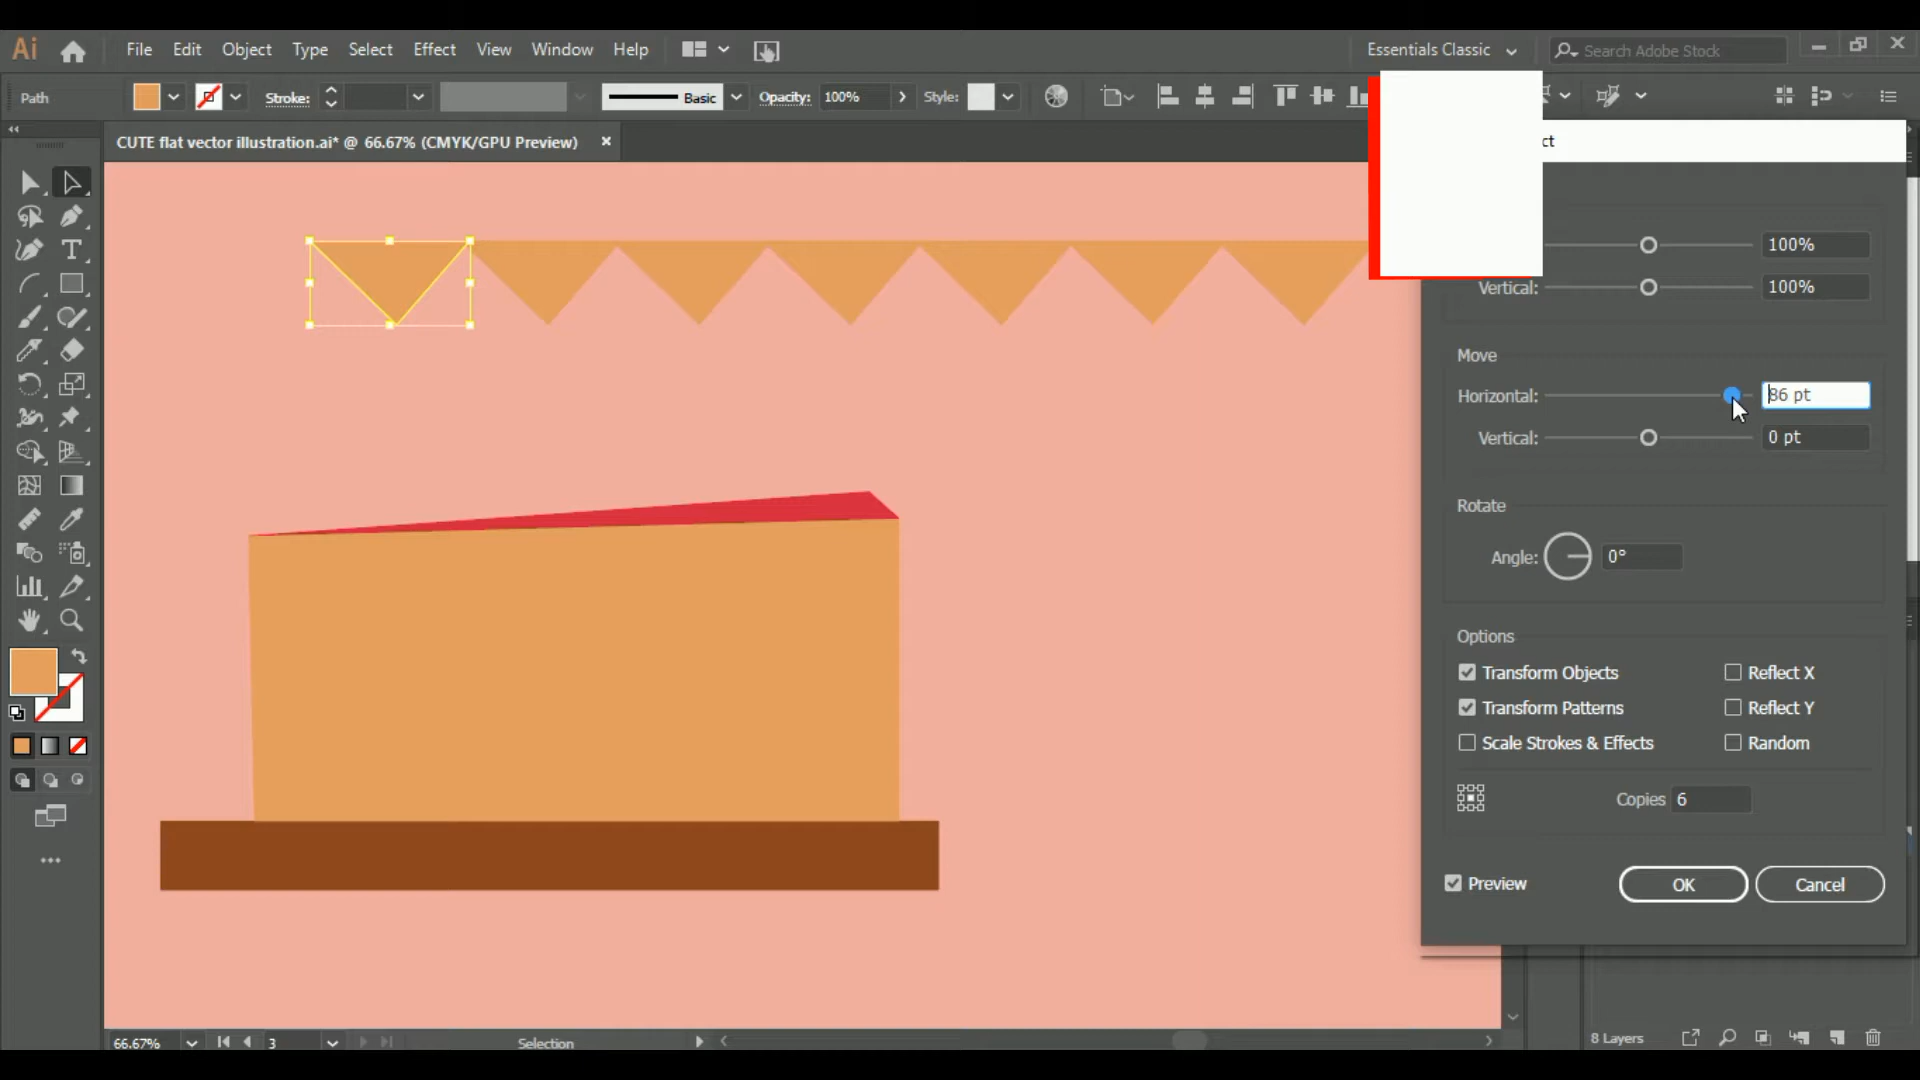 Ai File Edit Object Type Select Effect View Window Help Essentials Classic Search Adobe Stock
Path Stroke: Basic Opacity: 100% Style:
CUTE flat vector illustration.ai* @ 66.67% (CMYK/GPU Preview) ×
ct
100%
Vertical: 100%
Move
Horizontal: 86 pt
Vertical: 0 pt
Rotate
Angle: 0°
Options
Transform Objects Reflect X
Transform Patterns Reflect Y
Scale Strokes & Effects Random
Copies 6
Preview OK Cancel
66.67% 3 Selection 8 Layers